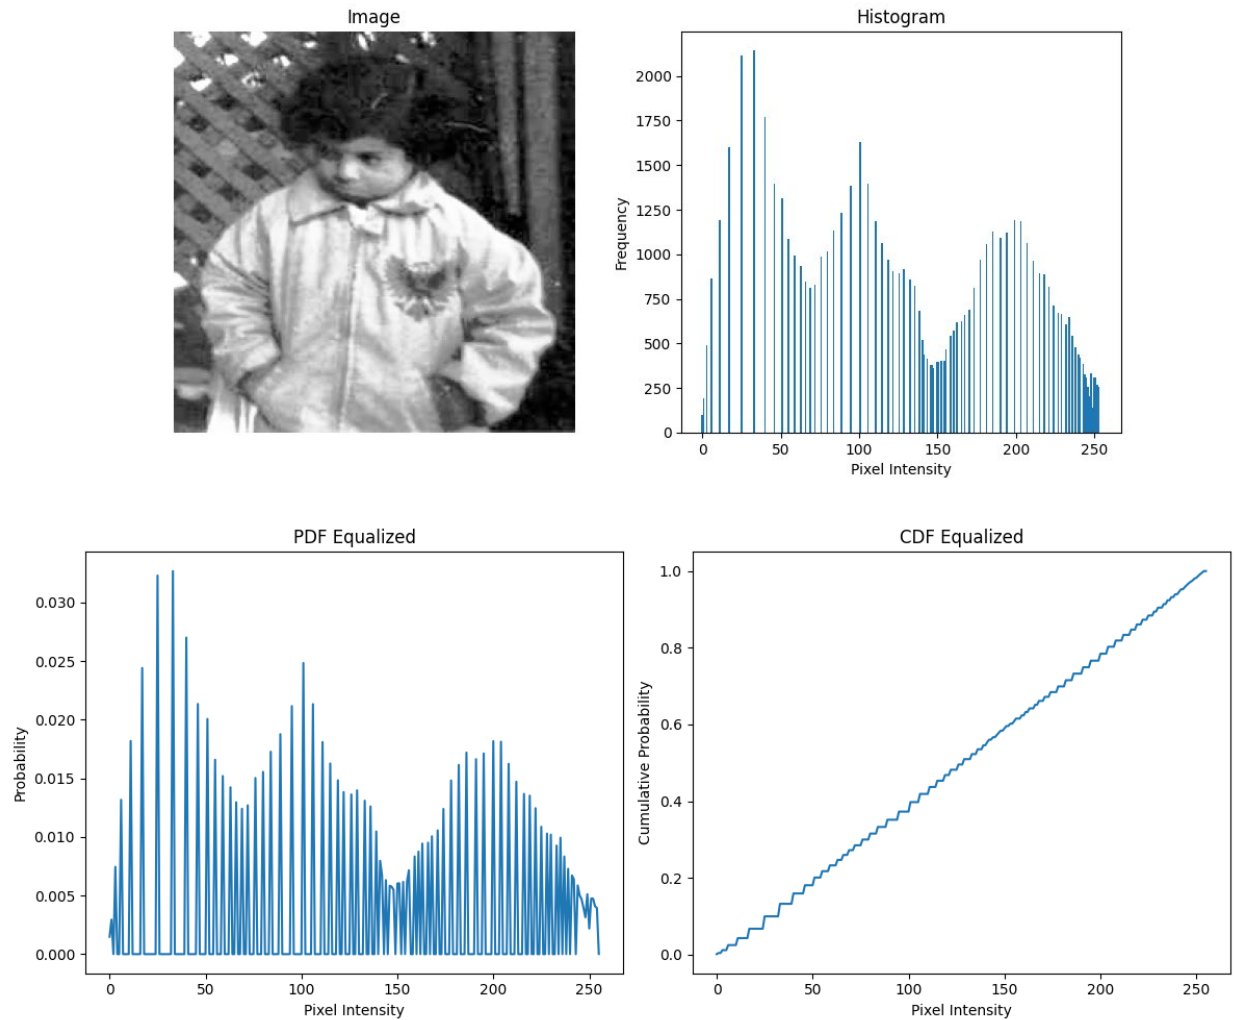 Image
Histogram
Frequency
2000
1750
1500
1250
1000
750
500
250
0
0 50 100 150 200 250
Pixel Intensity
PDF Equalized
Probability
0.030
0.025
0.020
0.015
0.010
0.005
0.000
0 50 100 150 200 250
Pixel Intensity
CDF Equalized
Cumulative Probability
1.0
0.8
0.6
0.4
0.2
0.0
0 50 100 150 200 250
Pixel Intensity